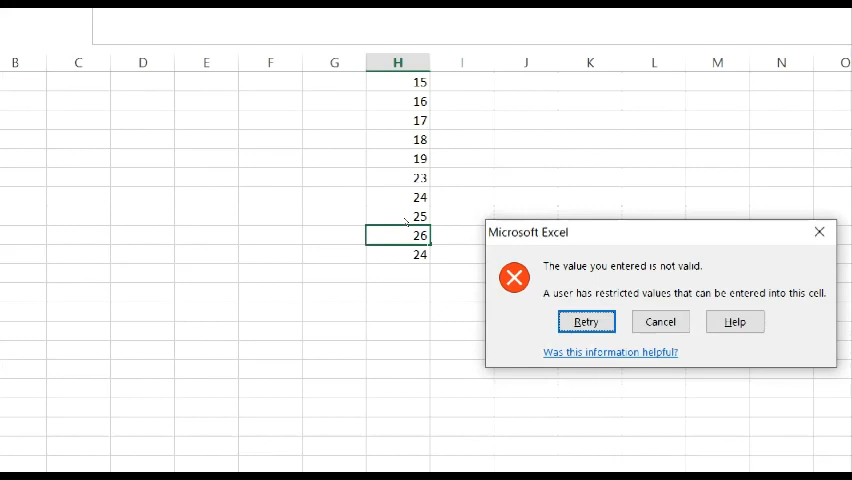 B C D E F G H I J K L M N O
15
16
17
18
19
23
24
25
26
24
Microsoft Excel
The value you entered is not valid.
A user has restricted values that can be entered into this cell.
Retry Cancel Help
Was this information helpful?